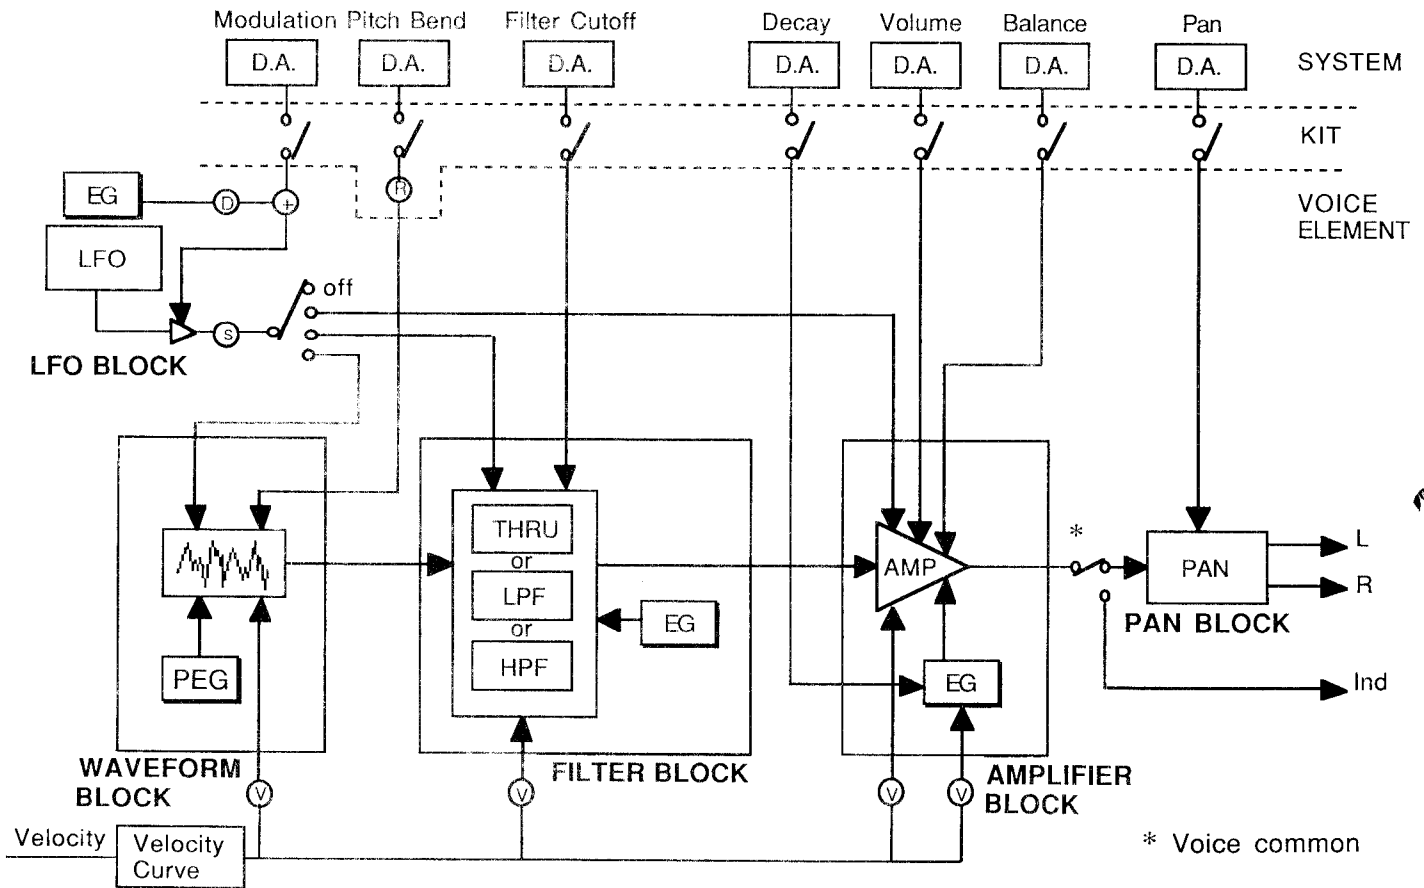 Modulation Pitch Bend Filter Cutoff Decay Volume Balance Pan
D.A. D.A. D.A. D.A. D.A. D.A. D.A. SYSTEM
KIT
EG D + R
VOICE
ELEMENT
LFO
off
S
LFO BLOCK
THRU
or
LPF
or
HPF
EG
PEG
AMP
EG
*
PAN
L
R
PAN BLOCK
Ind
WAVEFORM
BLOCK
FILTER BLOCK
AMPLIFIER
BLOCK
V V V V
Velocity
Velocity
Curve
* Voice common